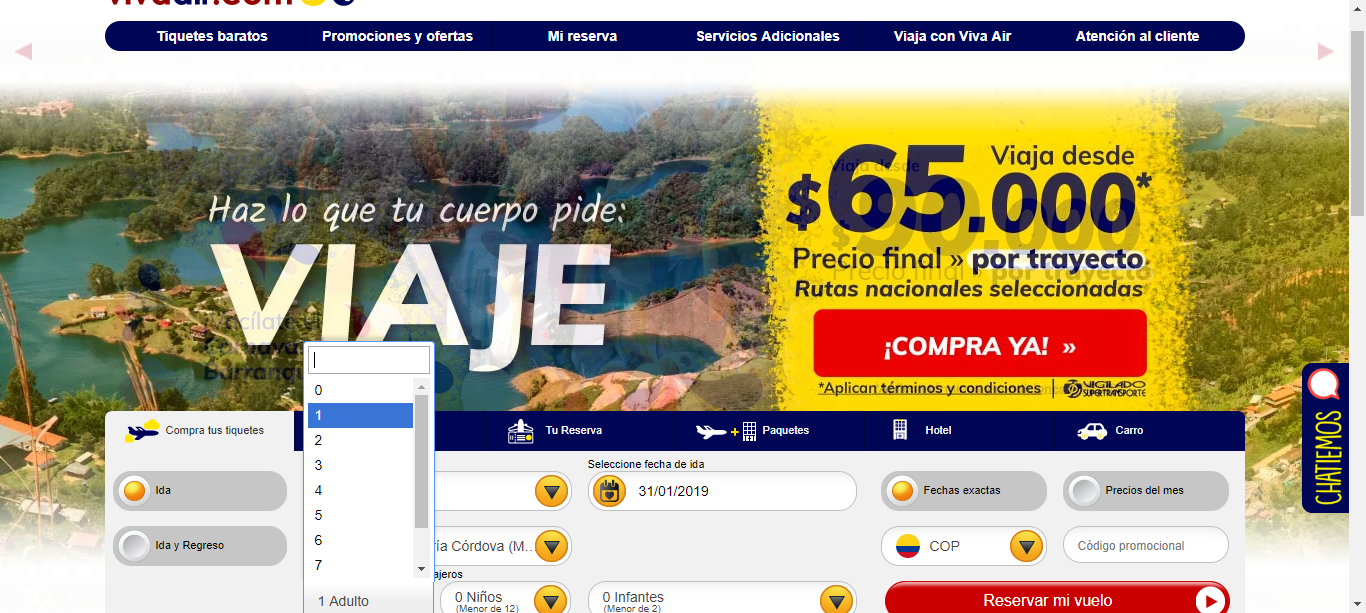 vivaair.com
Tiquetes baratos Promociones y ofertas Mi reserva Servicios Adicionales Viaja con Viva Air Atención al cliente
Haz lo que tu cuerpo pide:
VIAJE
Viaja desde
$65.000*
Precio final » por trayecto
Rutas nacionales seleccionadas
¡COMPRA YA! »
*Aplican términos y condiciones
VIGILADO
SUPERTRANSPORTE
CHATIEMOS
0
1
2
3
4
5
6
7
1 Adulto
Compra tus tiquetes Tu Reserva Paquetes Hotel Carro
Seleccione fecha de ida
Ida 31/01/2019 Fechas exactas Precios del mes
Ida y Regreso ía Córdova (M... COP Código promocional
ajeros
0 Niños 0 Infantes Reservar mi vuelo
(Menor de 12) (Menor de 2)